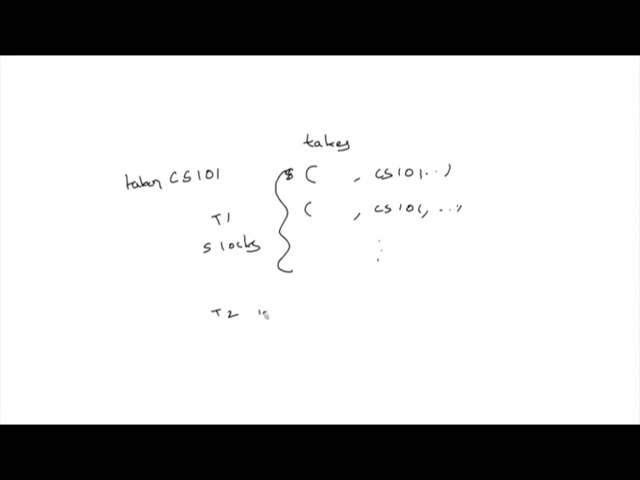 takes
taken CS101 S ( , CS101..)
T1 ( , CS101, ...,
S locks
T2